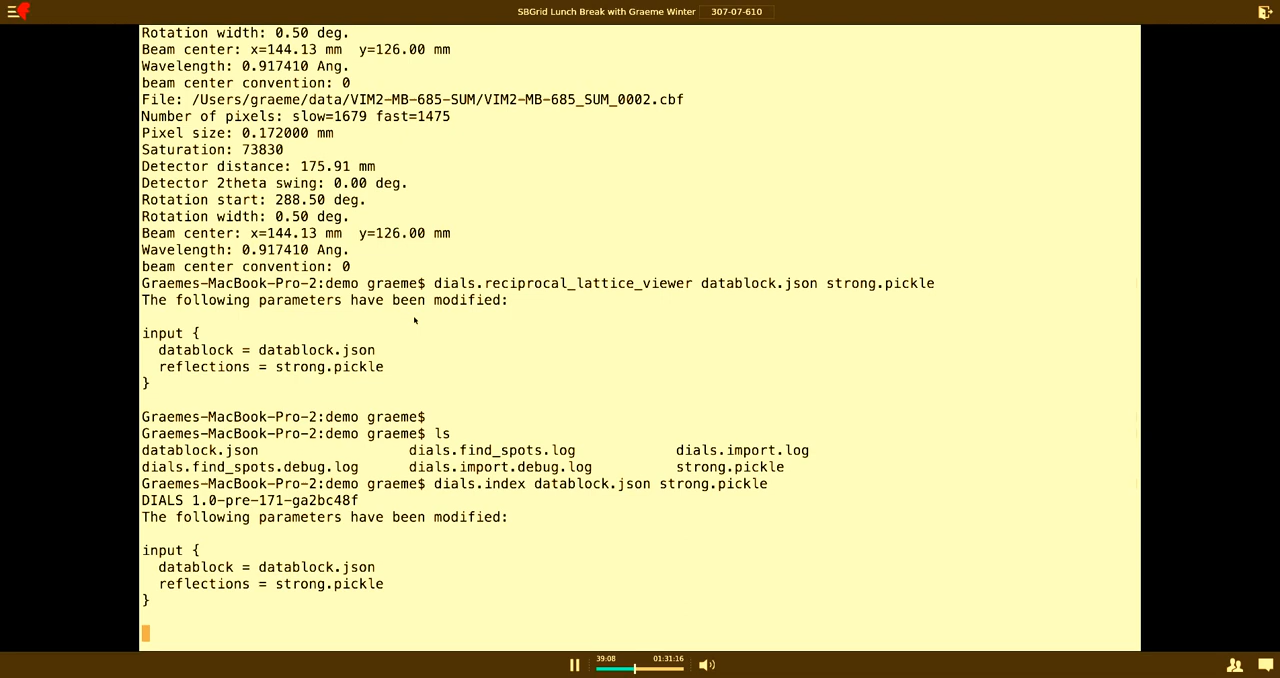 SBGrid Lunch Break with Graeme Winter 307-07-610
Rotation width: 0.50 deg.
Beam center: x=144.13 mm  y=126.00 mm
Wavelength: 0.917410 Ang.
beam center convention: 0
File: /Users/graeme/data/VIM2-MB-685-SUM/VIM2-MB-685_SUM_0002.cbf
Number of pixels: slow=1679 fast=1475
Pixel size: 0.172000 mm
Saturation: 73830
Detector distance: 175.91 mm
Detector 2theta swing: 0.00 deg.
Rotation start: 288.50 deg.
Rotation width: 0.50 deg.
Beam center: x=144.13 mm  y=126.00 mm
Wavelength: 0.917410 Ang.
beam center convention: 0
Graemes-MacBook-Pro-2:demo graeme$ dials.reciprocal_lattice_viewer datablock.json strong.pickle
The following parameters have been modified:
input {
  datablock = datablock.json
  reflections = strong.pickle
}
Graemes-MacBook-Pro-2:demo graeme$
Graemes-MacBook-Pro-2:demo graeme$ ls
datablock.json dials.find_spots.log dials.import.log
dials.find_spots.debug.log dials.import.debug.log strong.pickle
Graemes-MacBook-Pro-2:demo graeme$ dials.index datablock.json strong.pickle
DIALS 1.0-pre-171-ga2bc48f
The following parameters have been modified:
input {
  datablock = datablock.json
  reflections = strong.pickle
}
39:08 01:31:16